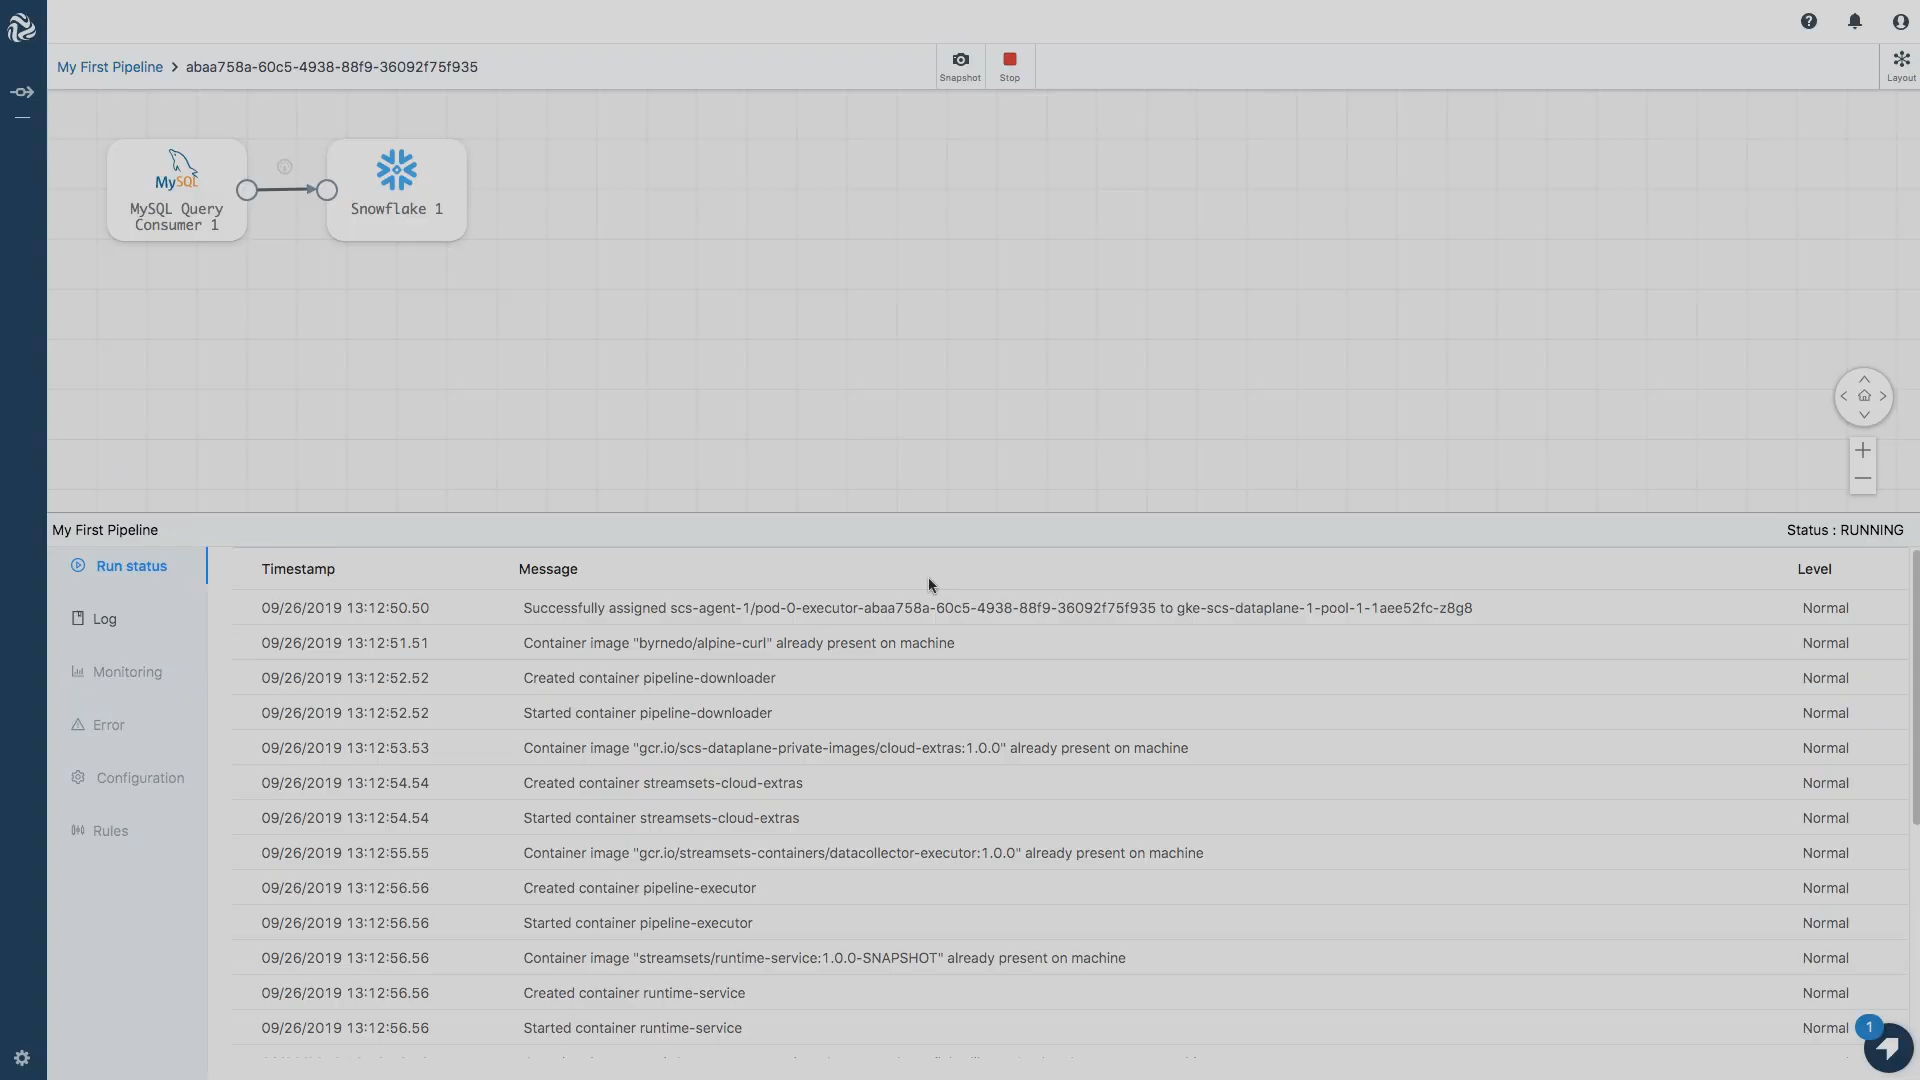 My First Pipeline > abaa758a-60c5-4938-88f9-36092f75f935
Snapshot
Stop
Layout
MySQL
MySQL Query
Consumer 1
Snowflake 1
My First Pipeline
Status : RUNNING
Run status
Log
Monitoring
Error
Configuration
Rules
Timestamp Message Level
09/26/2019 13:12:50.50 Successfully assigned scs-agent-1/pod-0-executor-abaa758a-60c5-4938-88f9-36092f75f935 to gke-scs-dataplane-1-pool-1-1aee52fc-z8g8 Normal
09/26/2019 13:12:51.51 Container image "byrnedo/alpine-curl" already present on machine Normal
09/26/2019 13:12:52.52 Created container pipeline-downloader Normal
09/26/2019 13:12:52.52 Started container pipeline-downloader Normal
09/26/2019 13:12:53.53 Container image "gcr.io/scs-dataplane-private-images/cloud-extras:1.0.0" already present on machine Normal
09/26/2019 13:12:54.54 Created container streamsets-cloud-extras Normal
09/26/2019 13:12:54.54 Started container streamsets-cloud-extras Normal
09/26/2019 13:12:55.55 Container image "gcr.io/streamsets-containers/datacollector-executor:1.0.0" already present on machine Normal
09/26/2019 13:12:56.56 Created container pipeline-executor Normal
09/26/2019 13:12:56.56 Started container pipeline-executor Normal
09/26/2019 13:12:56.56 Container image "streamsets/runtime-service:1.0.0-SNAPSHOT" already present on machine Normal
09/26/2019 13:12:56.56 Created container runtime-service Normal
09/26/2019 13:12:56.56 Started container runtime-service Normal
1